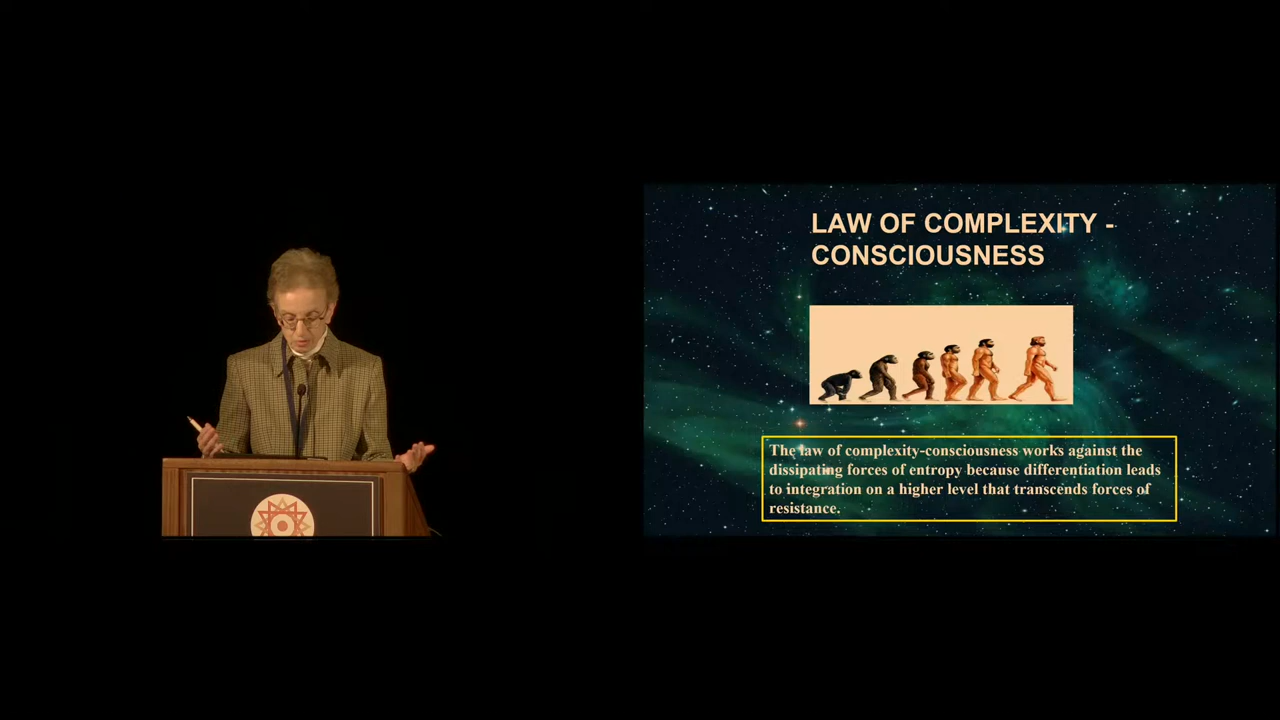 LAW OF COMPLEXITY -
CONSCIOUSNESS
The law of complexity-consciousness works against the
dissipating forces of entropy because differentiation leads
to integration on a higher level that transcends forces of
resistance.